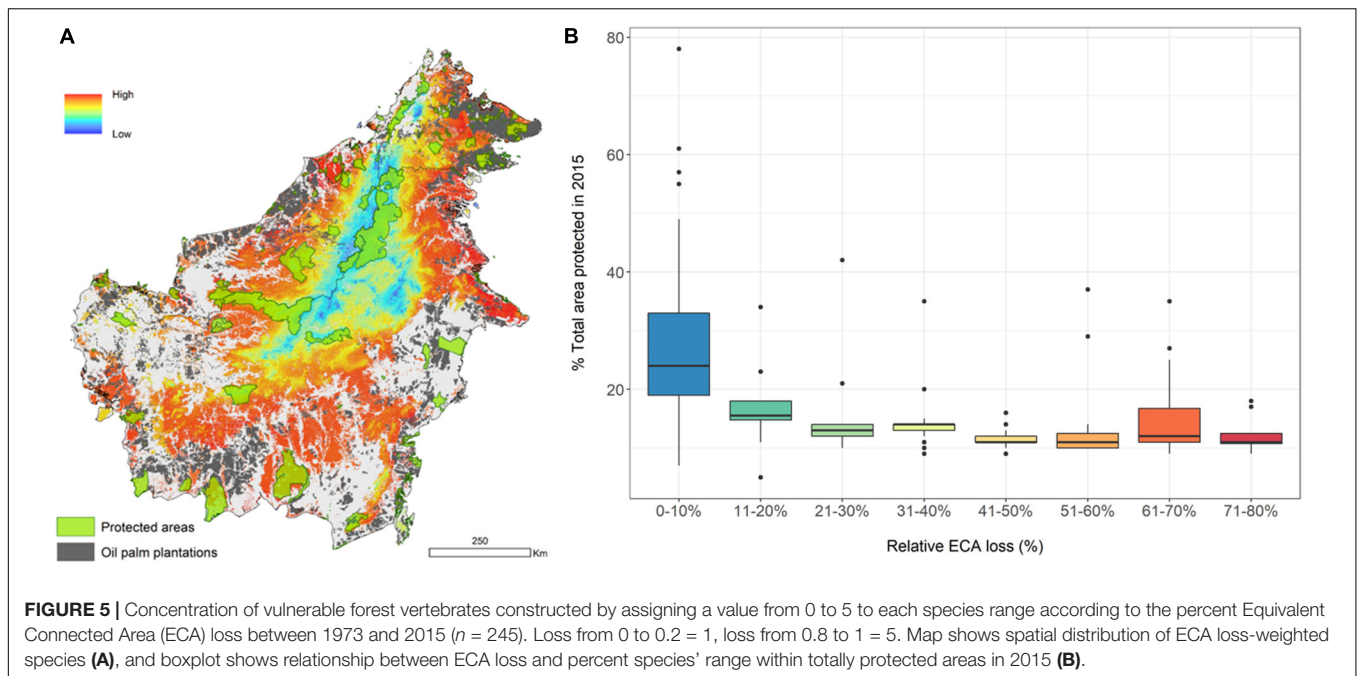 A
High
Low
Protected areas
Oil palm plantations
250
Km
B
80
60
40
20
% Total area protected in 2015
0-10% 11-20% 21-30% 31-40% 41-50% 51-60% 61-70% 71-80%
Relative ECA loss (%)
FIGURE 5 | Concentration of vulnerable forest vertebrates constructed by assigning a value from 0 to 5 to each species range according to the percent Equivalent
Connected Area (ECA) loss between 1973 and 2015 (n = 245). Loss from 0 to 0.2 = 1, loss from 0.8 to 1 = 5. Map shows spatial distribution of ECA loss-weighted
species (A), and boxplot shows relationship between ECA loss and percent species’ range within totally protected areas in 2015 (B).